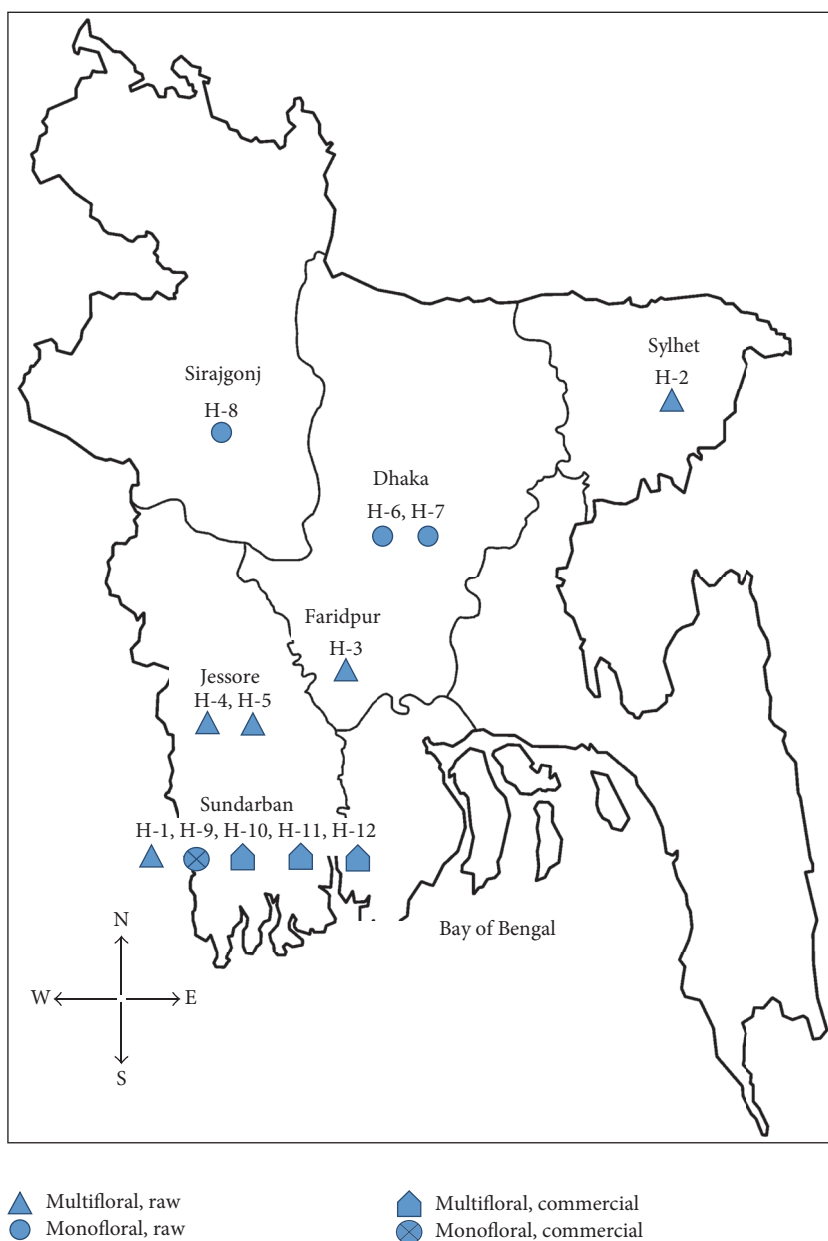 Sylhet
H-2
Sirajgonj
H-8
Dhaka
H-6, H-7
Faridpur
H-3
Jessore
H-4, H-5
Sundarban
H-1, H-9, H-10, H-11, H-12
Bay of Bengal
N
W E
S
Multifloral, raw
Monofloral, raw
Multifloral, commercial
Monofloral, commercial